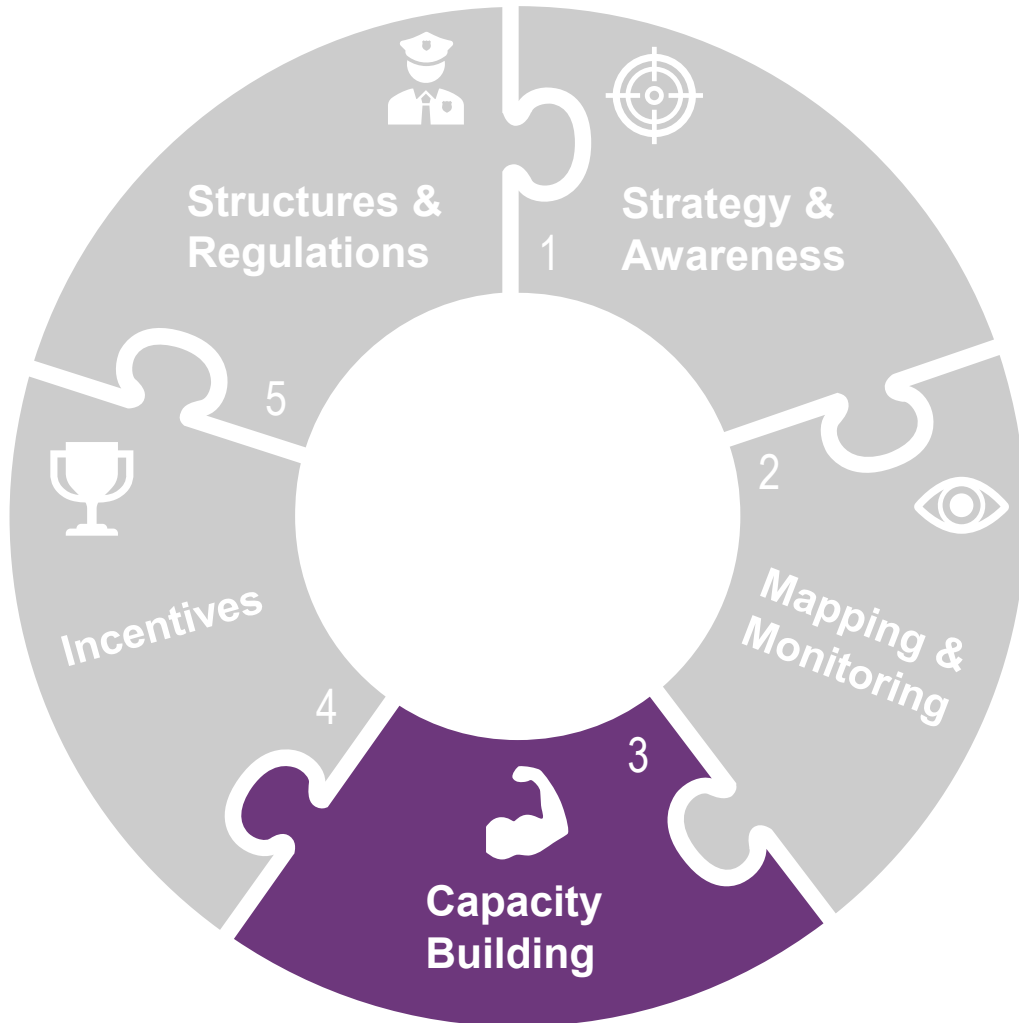 1
Strategy &
Awareness
2
Mapping &
Monitoring
3
Capacity
Building
4
Incentives
5
Structures &
Regulations